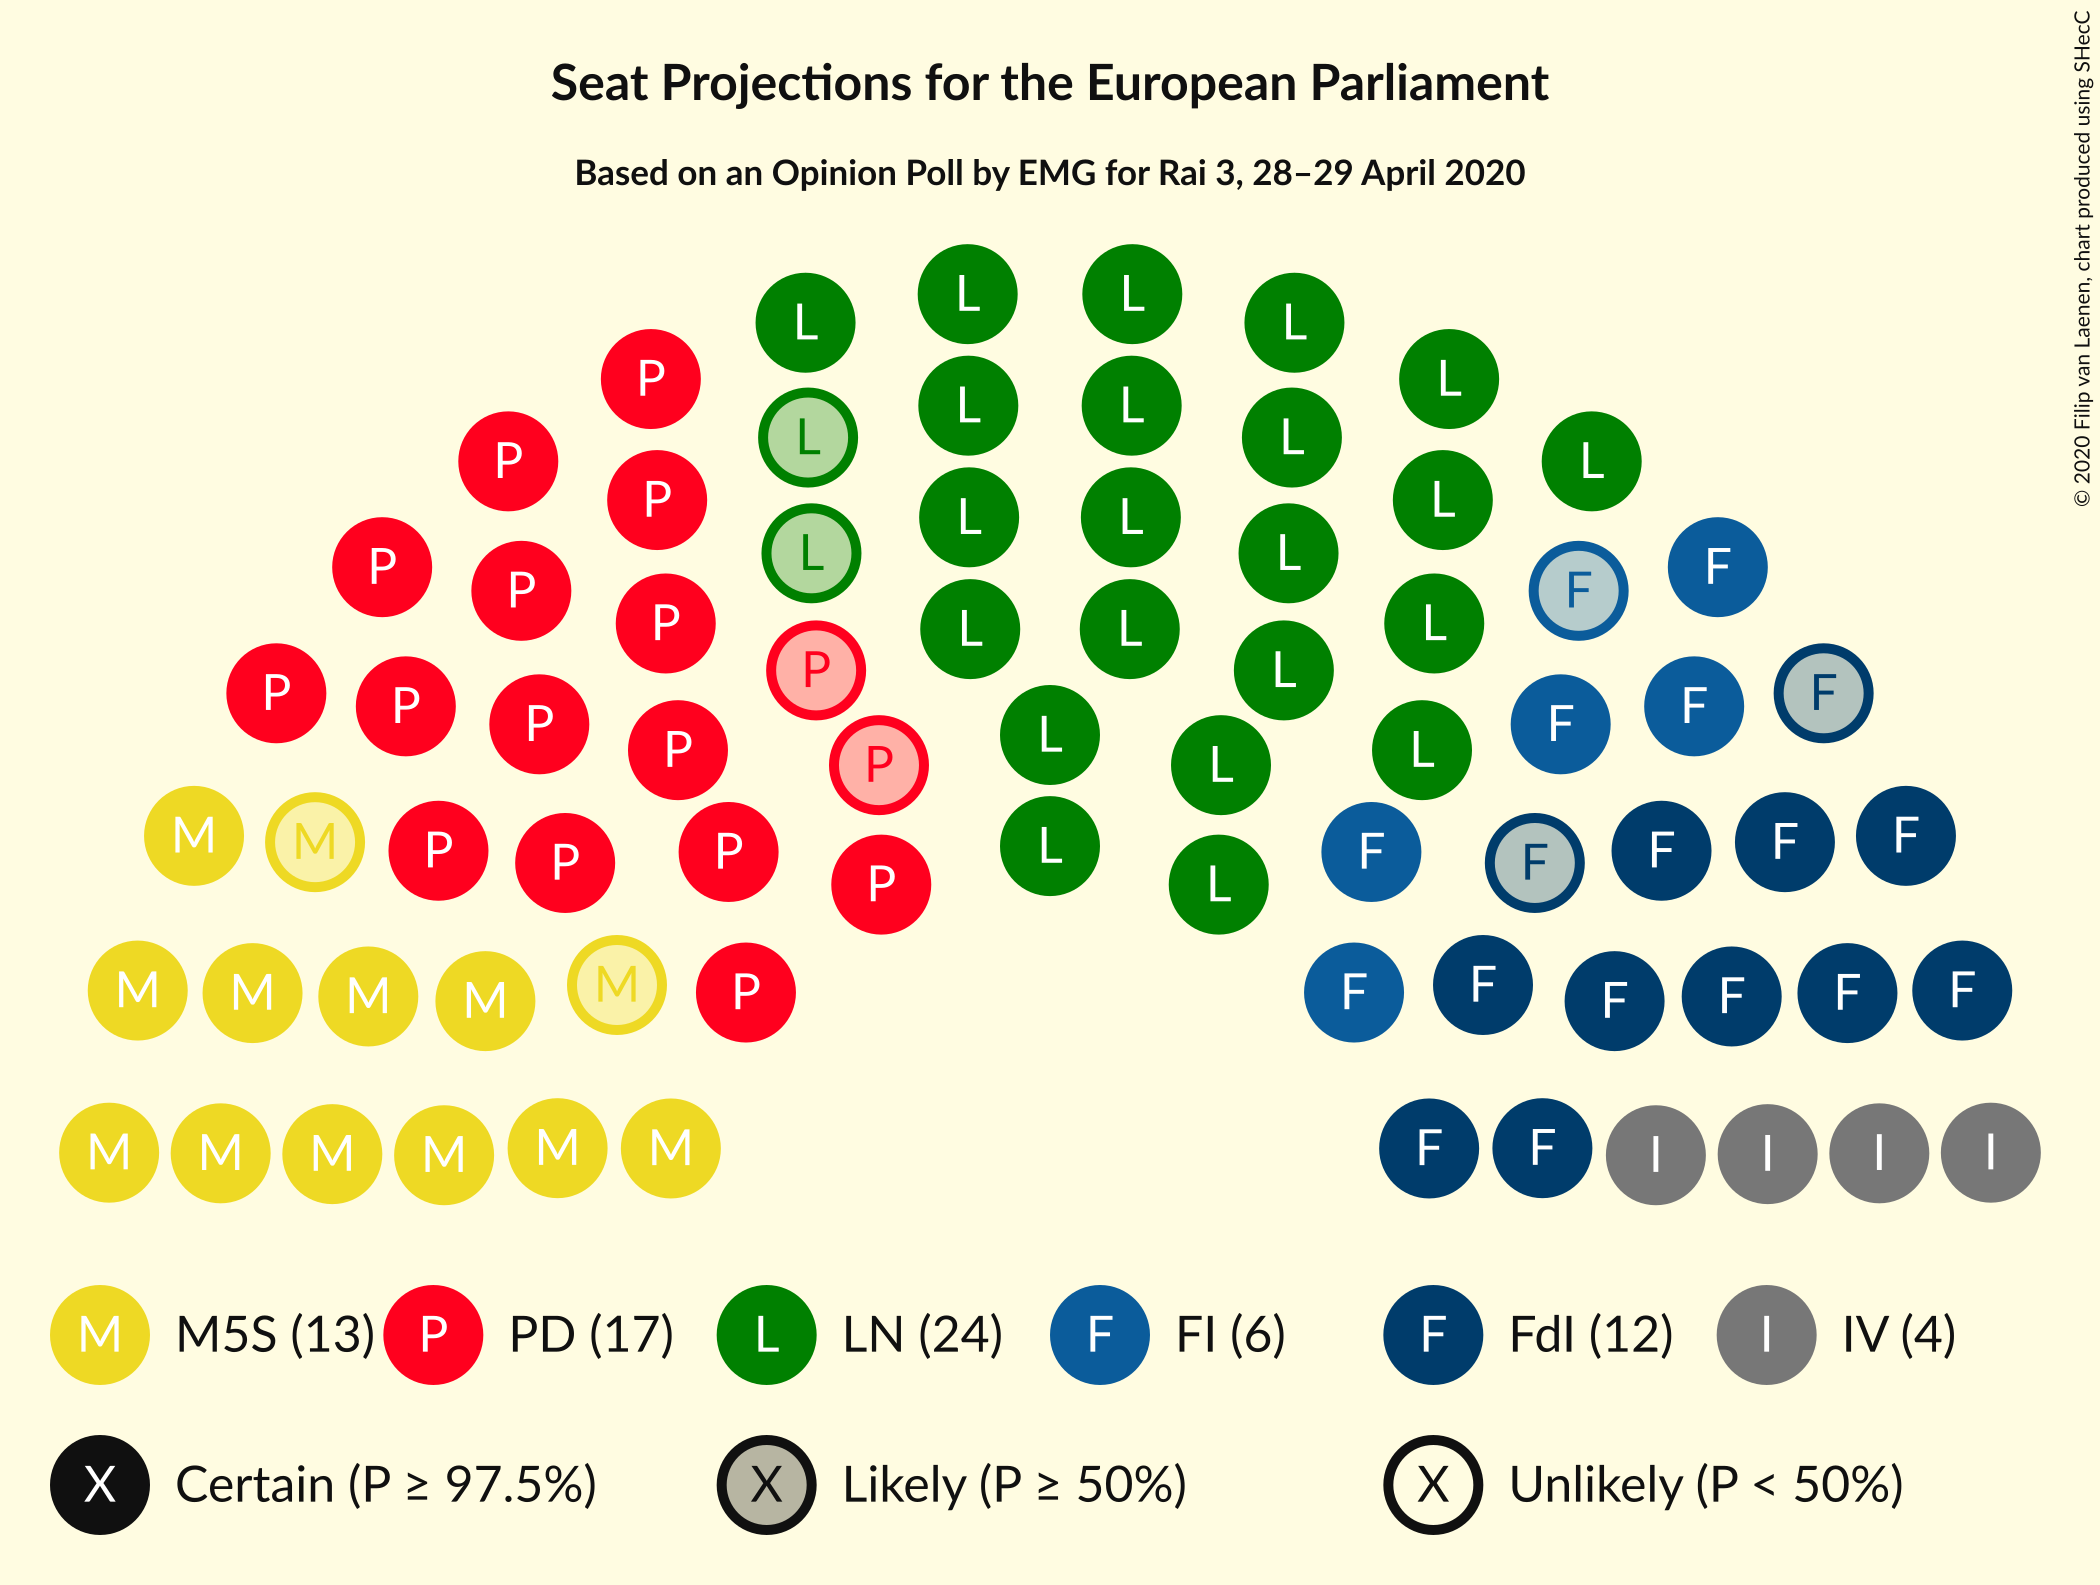 Seat Projections for the European Parliament
Based on an Opinion Poll by EMG for Rai 3, 28–29 April 2020
© 2020 Filip van Laenen, chart produced using SHecC
L L L L
P L
P L L L L L L
P P L L P L F F
P P P L L L L L L F F
P P P P P L L P L L F F F
M M P P P P L L F F F F F
M M M M M P F F F F F F
M M M M M M F F I I I I
M M5S (13) P PD (17) L LN (24) F FI (6) F FdI (12) I IV (4)
X Certain (P ≥ 97.5%) X Likely (P ≥ 50%) X Unlikely (P < 50%)